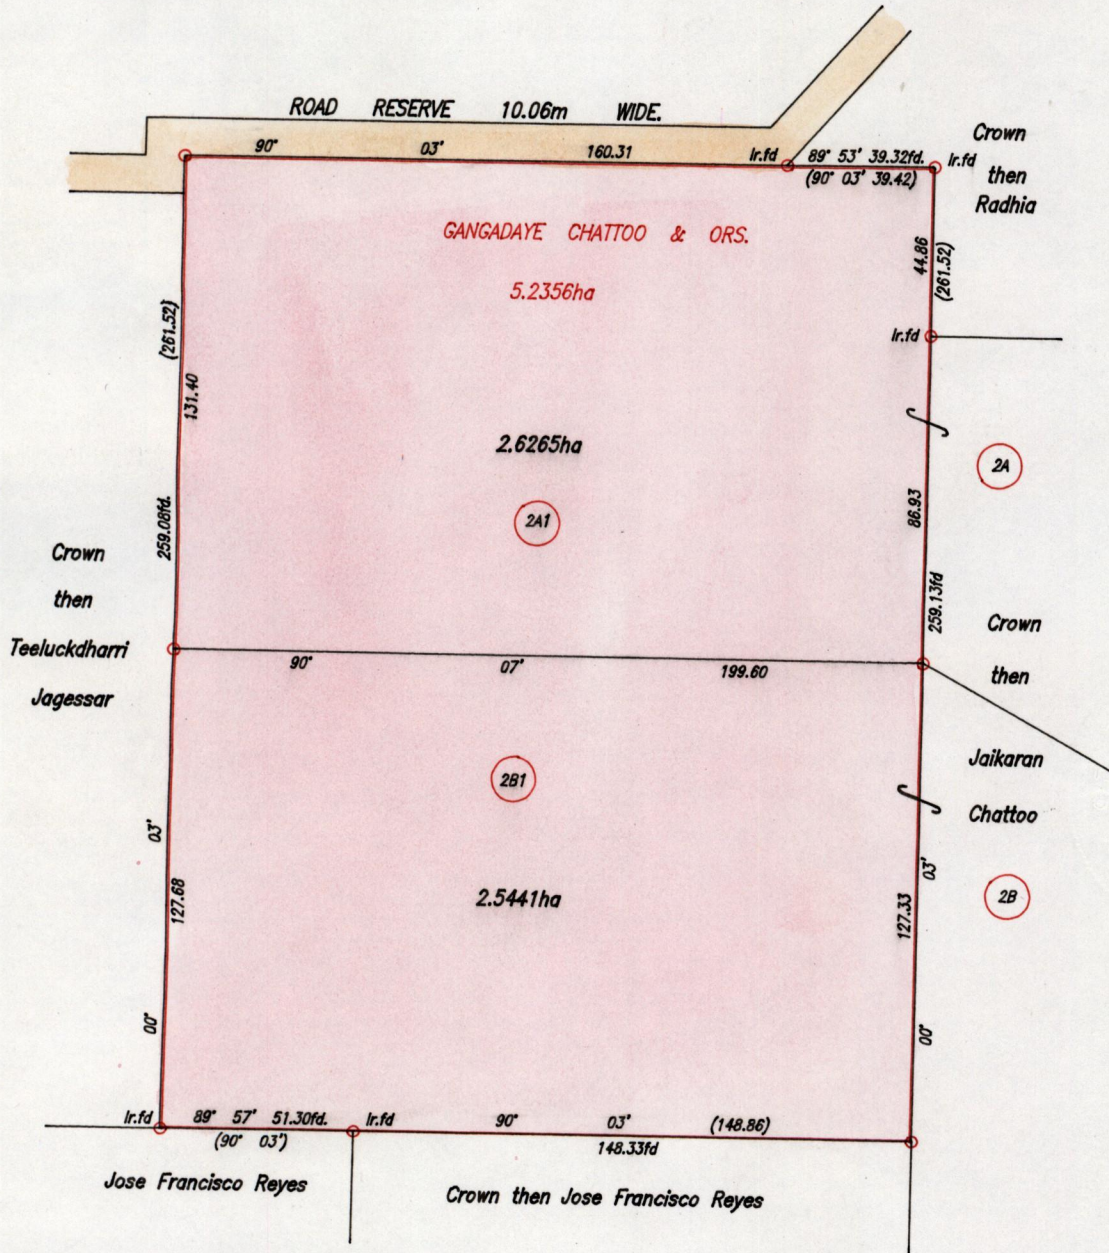 ROAD RESERVE 10.06m WIDE.
90° 03' 160.31
Ir.fd
89° 53' 39.32fd.
(90° 03' 39.42)
Ir.fd
Crown
then
Radhia
GANGADAYE CHATTOO & ORS.
5.2356ha
44.86
(261.52)
Ir.fd
(261.52)
131.40
2.6265ha
2A1
2A
86.93
259.08fd.
259.13fd
Crown
then
Teeluckdharri
Jagessar
Crown
then
Jaikaran
Chattoo
90° 07' 199.60
2B1
2B
2.5441ha
03'
127.68
00°
03'
127.33
00°
Ir.fd
89° 57' 51.30fd.
(90° 03')
Ir.fd
90° 03' (148.86)
148.33fd
Jose Francisco Reyes
Crown then Jose Francisco Reyes